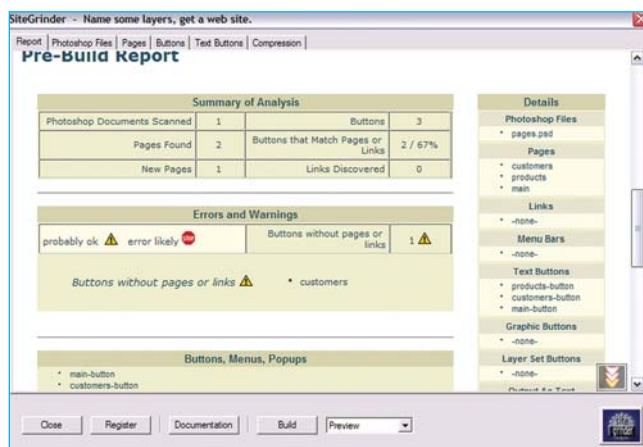 SiteGrinder - Name some layers, get a web site.
Report Photoshop Files Pages Buttons Text Buttons Compression
Pre-Build Report
Summary of Analysis
Photoshop Documents Scanned 1 Buttons 3
Pages Found 2 Buttons that Match Pages or Links 2 / 67%
New Pages 1 Links Discovered 0
Errors and Warnings
probably ok error likely STOP Buttons without pages or links 1
Buttons without pages or links • customers
Buttons, Menus, Popups
• main-button
• customers-button
Details
Photoshop Files
• pages.psd
Pages
• customers
• products
• main
Links
• -none-
Menu Bars
• -none-
Text Buttons
• products-button
• customers-button
• main-button
Graphic Buttons
• -none-
Layer Set Buttons
• -none-
Output As Text
Close Register Documentation Build Preview